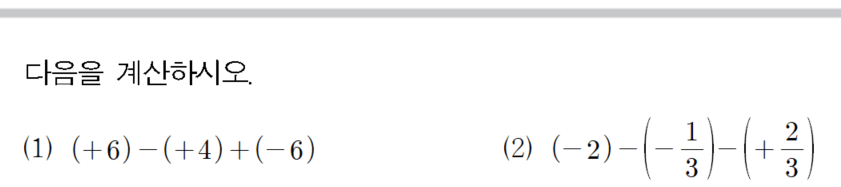 다음을 계산하시오.
(1) (+6)-(+4)+(-6) (2) (-2)-(-1/3)-(+2/3)